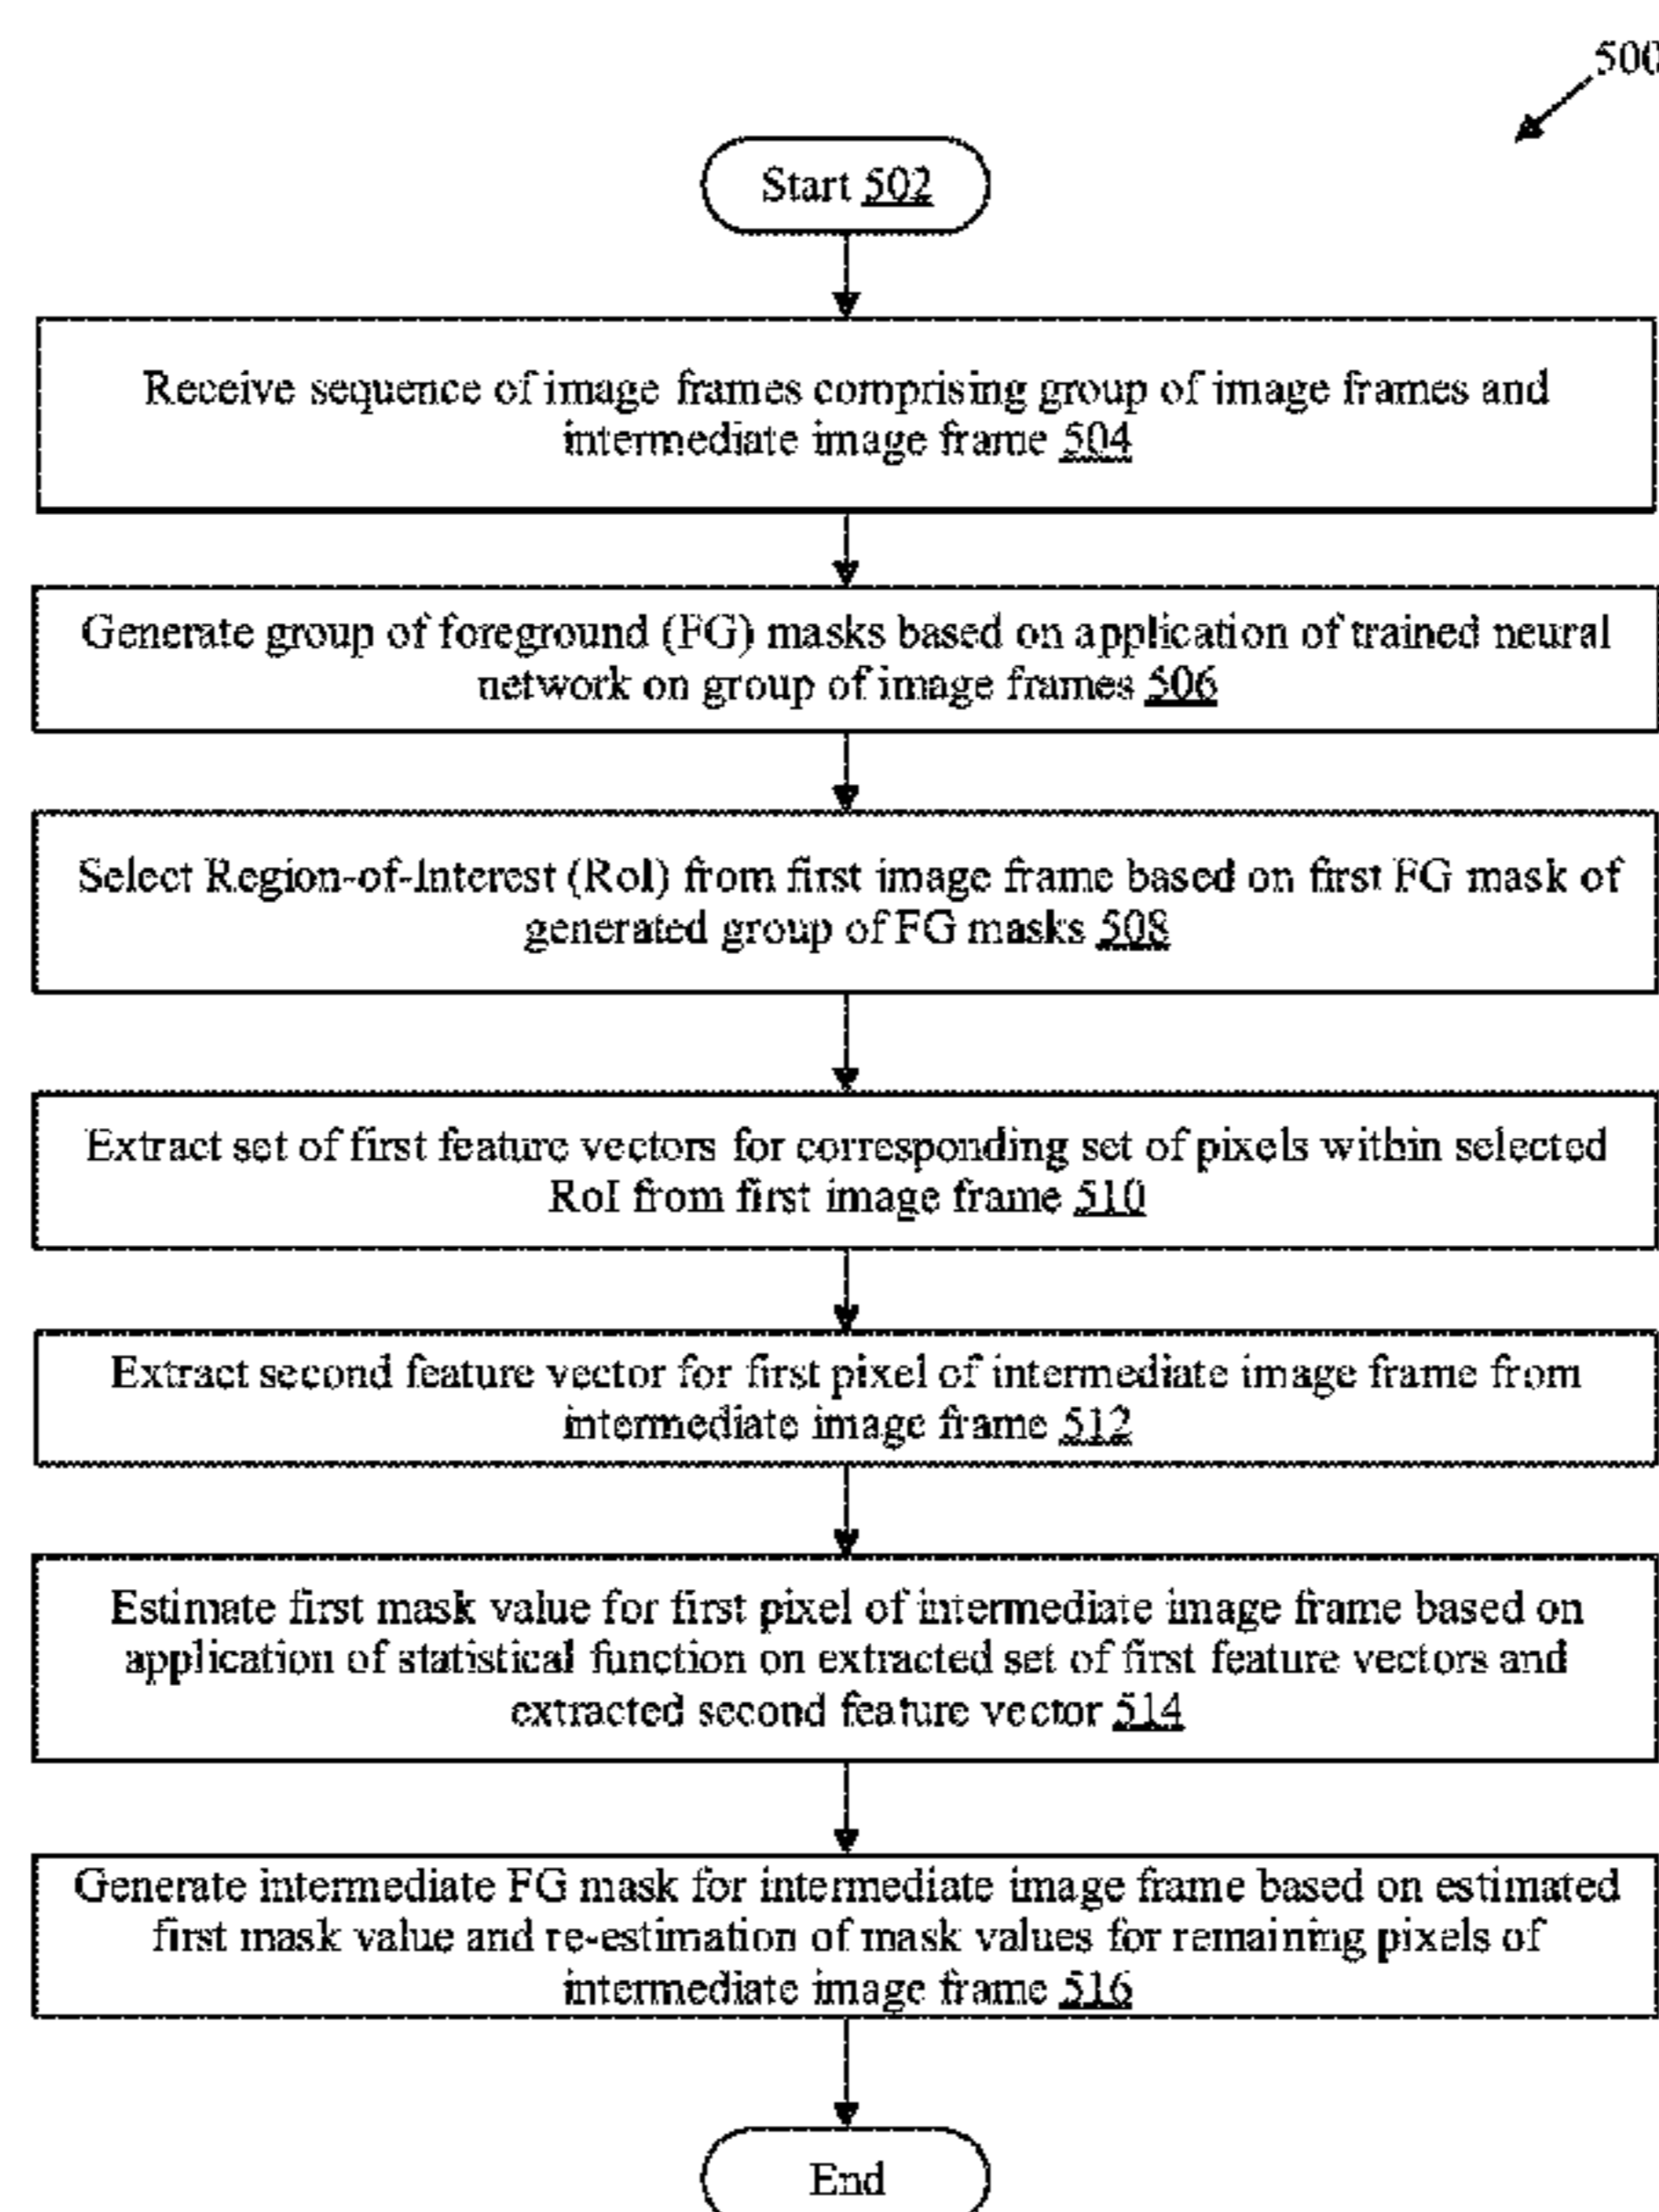 500
Start 502
Receive sequence of image frames comprising group of image frames and
intermediate image frame 504
Generate group of foreground (FG) masks based on application of trained neural
network on group of image frames 506
Select Region-of-Interest (RoI) from first image frame based on first FG mask of
generated group of FG masks 508
Extract set of first feature vectors for corresponding set of pixels within selected
RoI from first image frame 510
Extract second feature vector for first pixel of intermediate image frame from
intermediate image frame 512
Estimate first mask value for first pixel of intermediate image frame based on
application of statistical function on extracted set of first feature vectors and
extracted second feature vector 514
Generate intermediate FG mask for intermediate image frame based on estimated
first mask value and re-estimation of mask values for remaining pixels of
intermediate image frame 516
End